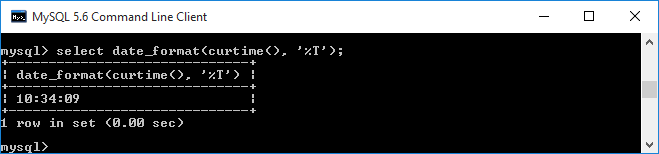 MySQL 5.6 Command Line Client
mysql> select date_format(curtime(), '%T');
+------------------------------+
| date_format(curtime(), '%T') |
+------------------------------+
| 10:34:09                     |
+------------------------------+
1 row in set (0.00 sec)
mysql>